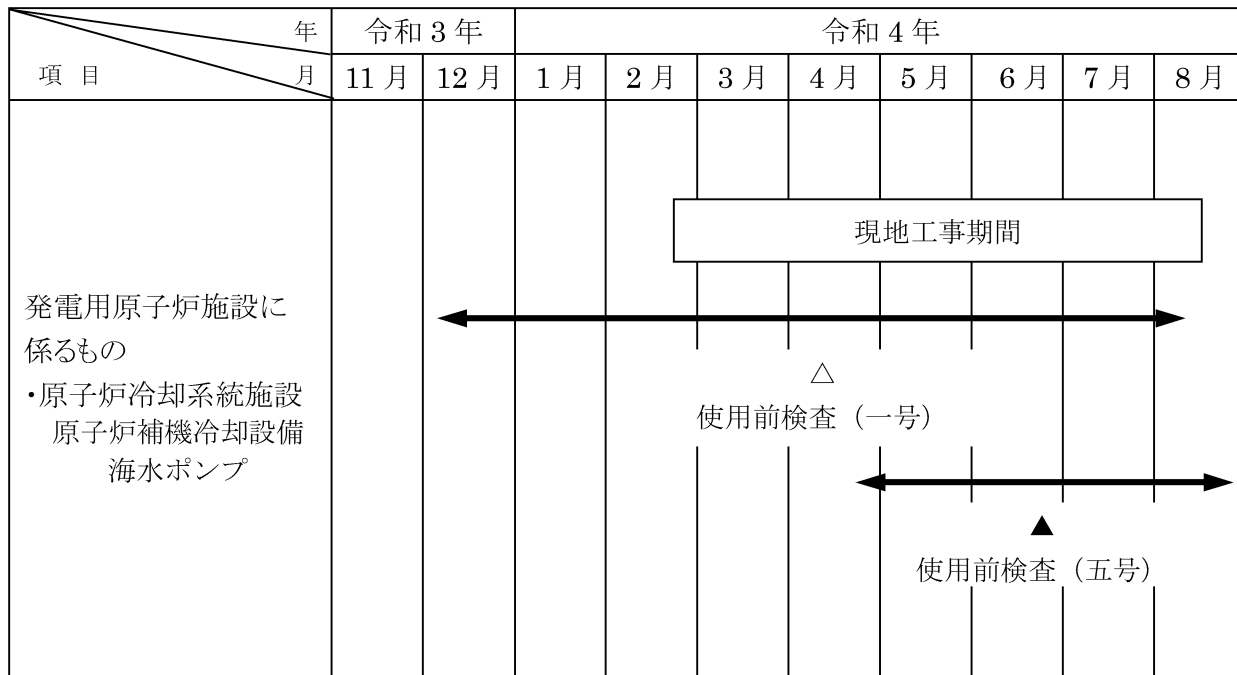 年 令和 3 年 令和 4 年
項 目 月 11 月 12 月 1 月 2 月 3 月 4 月 5 月 6 月 7 月 8 月
現地工事期間
発電用原子炉施設に
係るもの
・原子炉冷却系統施設
原子炉補機冷却設備
海水ポンプ
△
使用前検査（一号）
▲
使用前検査（五号）